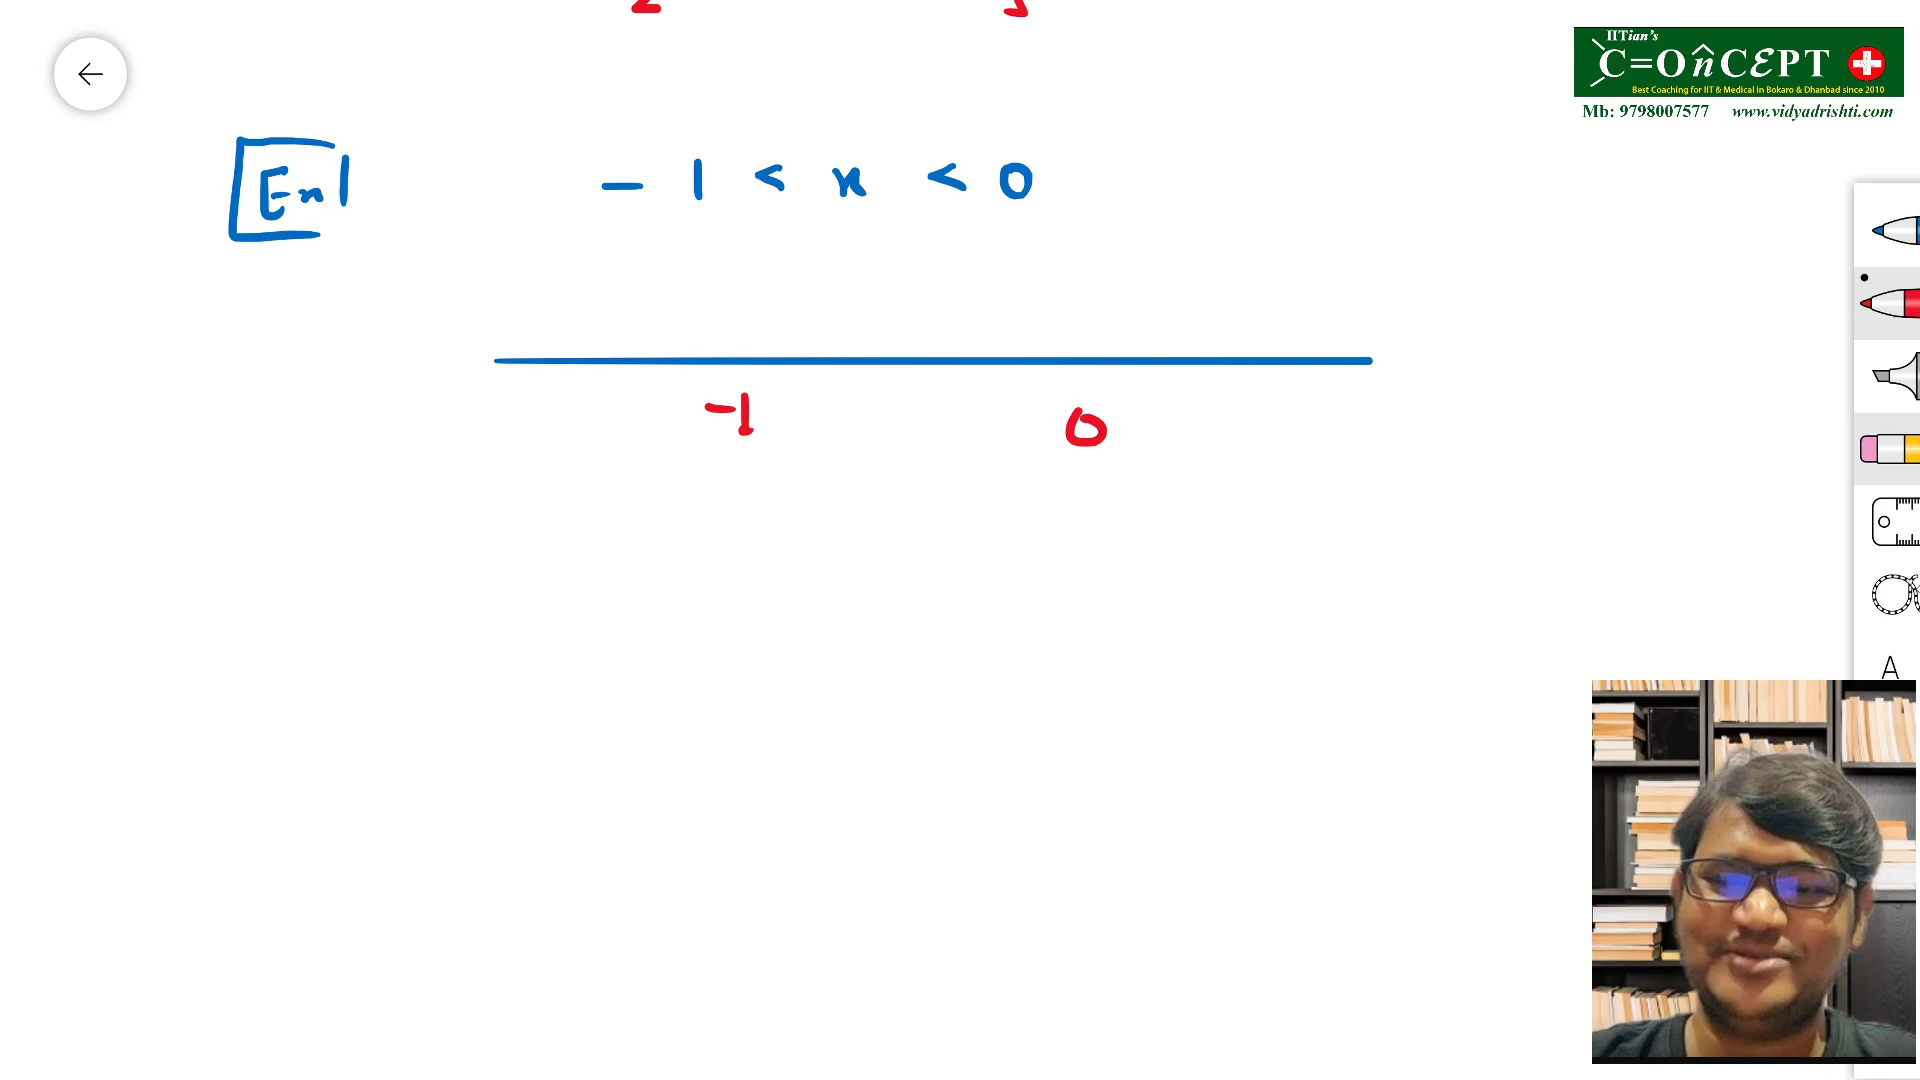 IITian's
C=OnCEPT
Best Coaching for IIT & Medical in Bokaro & Dhanbad since 2010
Mb: 9798007577 www.vidyadrishti.com
Ex
- 1 < x < 0
-1 0
A